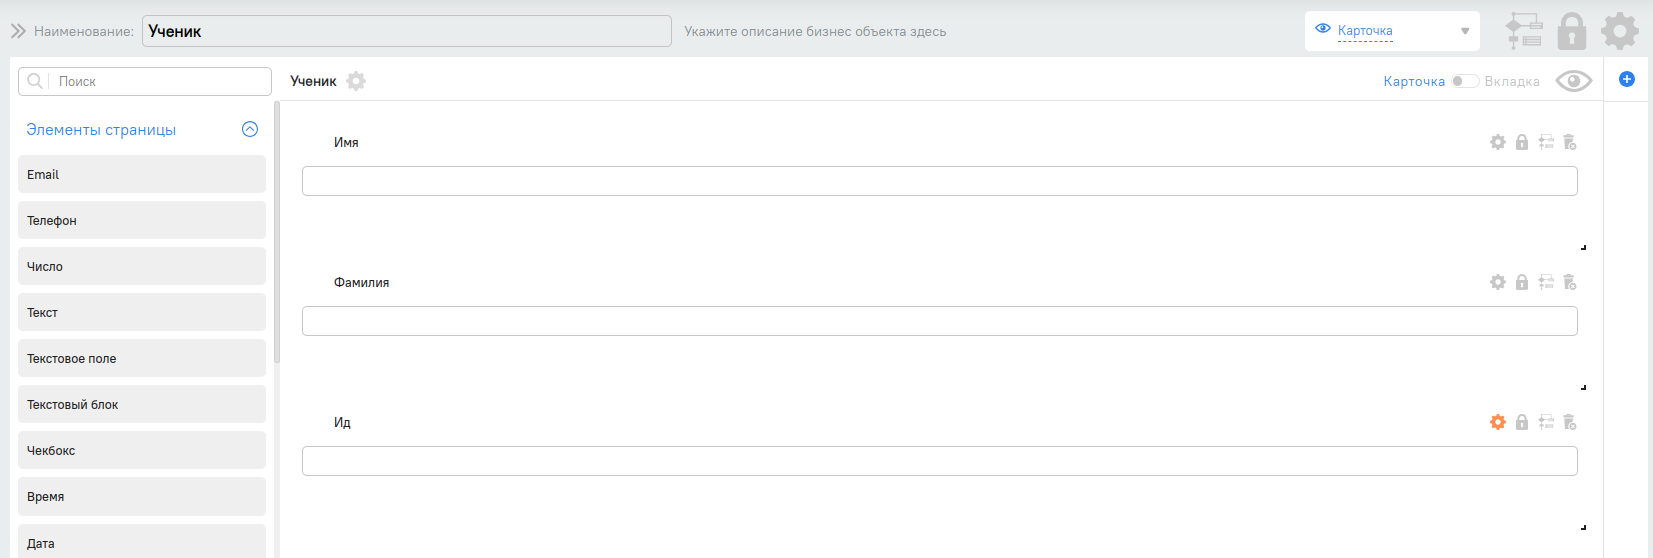 Наименование: Ученик Укажите описание бизнес объекта здесь Карточка
Поиск
Ученик
Карточка Вкладка
Элементы страницы
Email
Телефон
Число
Текст
Текстовое поле
Текстовый блок
Чекбокс
Время
Дата
Имя
Фамилия
Ид